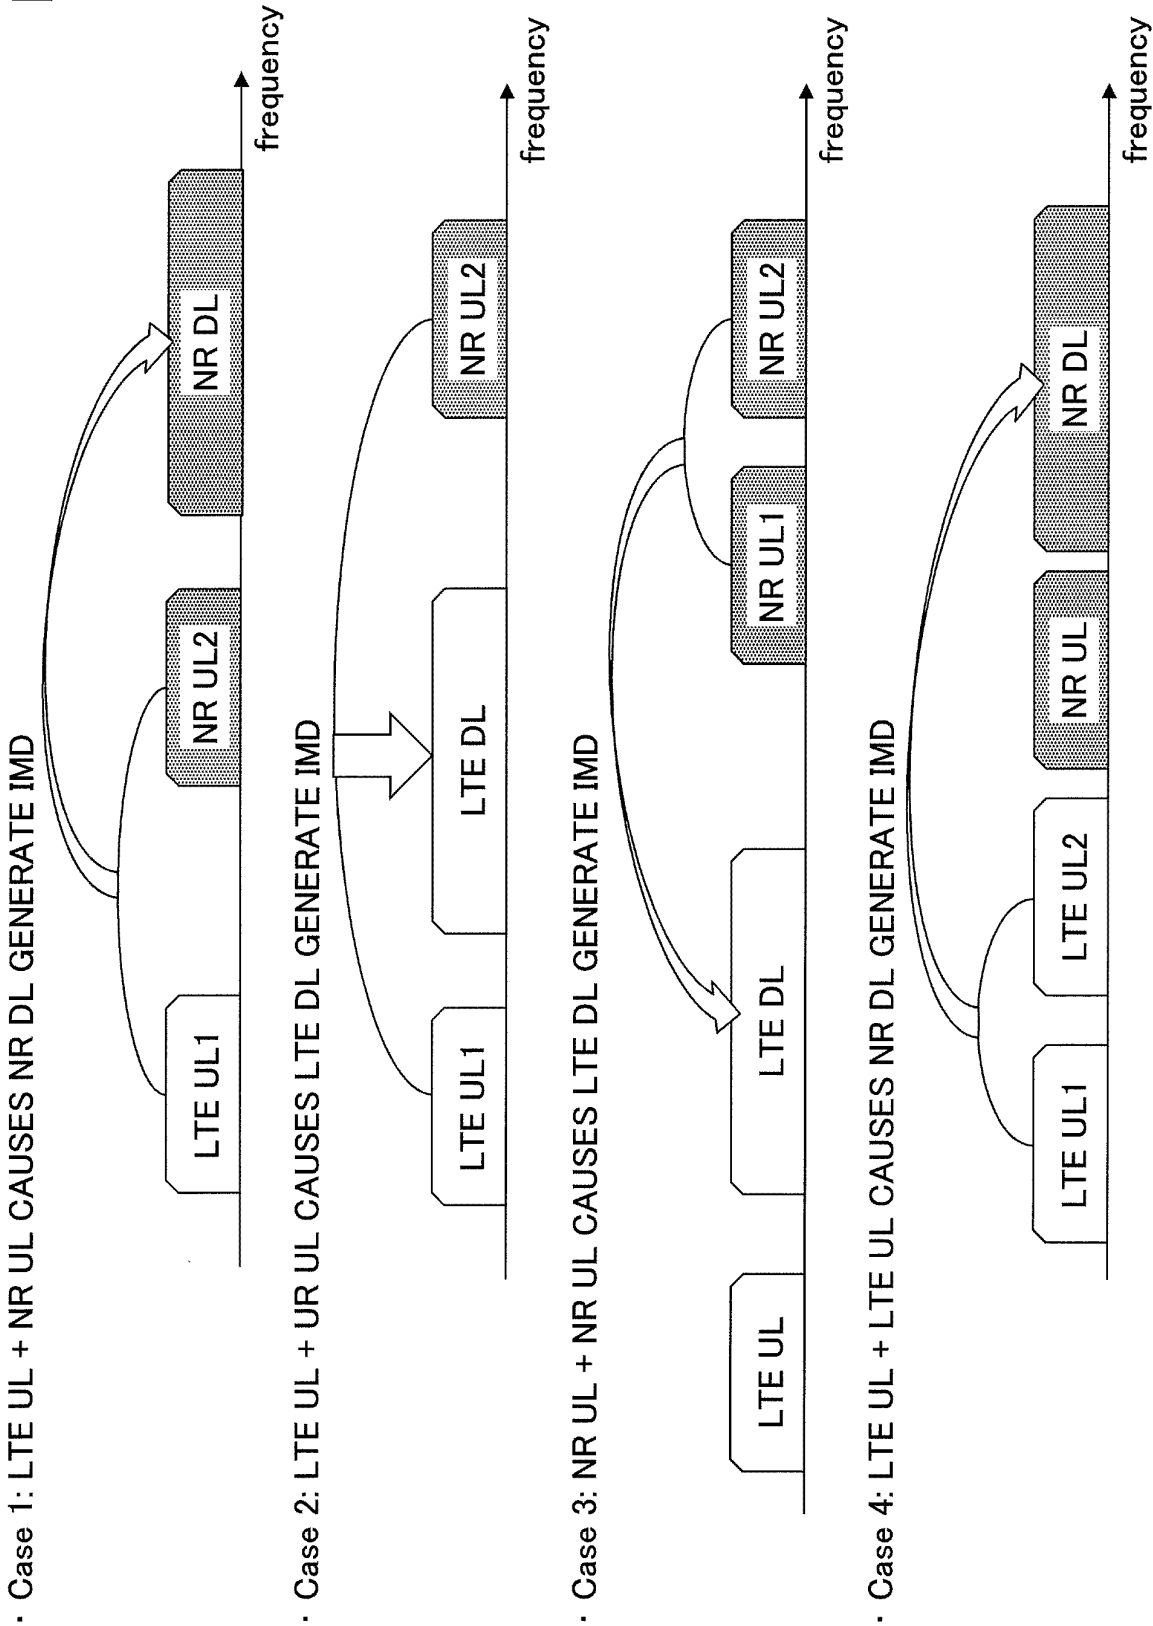 · Case 1: LTE UL + NR UL CAUSES NR DL GENERATE IMD
LTE UL1
NR UL2
NR DL
frequency
· Case 2: LTE UL + UR UL CAUSES LTE DL GENERATE IMD
LTE UL1
LTE DL
NR UL2
frequency
· Case 3: NR UL + NR UL CAUSES LTE DL GENERATE IMD
LTE UL
LTE DL
NR UL1
NR UL2
frequency
· Case 4: LTE UL + LTE UL CAUSES NR DL GENERATE IMD
LTE UL1
LTE UL2
NR UL
NR DL
frequency